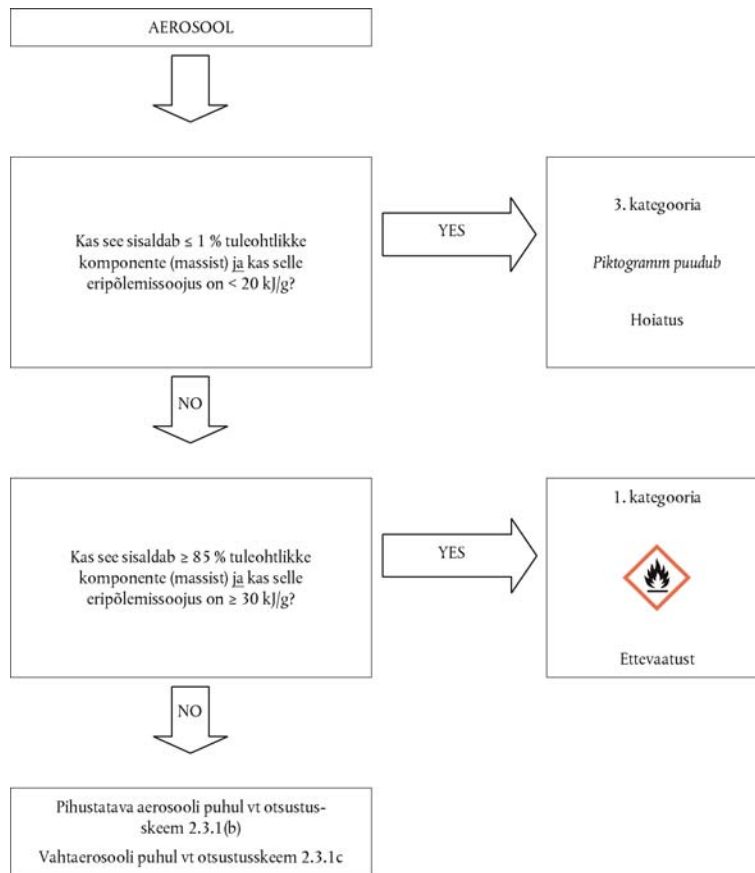 AEROSOOL
Kas see sisaldab ≤ 1 % tuleohtlikke
komponente (massist) ja kas selle
eripõlemissoojus on < 20 kJ/g?
YES
3. kategooria
Piktogramm puudub
Hoiatus
NO
Kas see sisaldab ≥ 85 % tuleohtlikke
komponente (massist) ja kas selle
eripõlemissoojus on ≥ 30 kJ/g?
YES
1. kategooria
Ettevaatust
NO
Pihustatava aerosooli puhul vt otsustus-
skeem 2.3.1(b)
Vahtaerosooli puhul vt otsustusskeem 2.3.1c